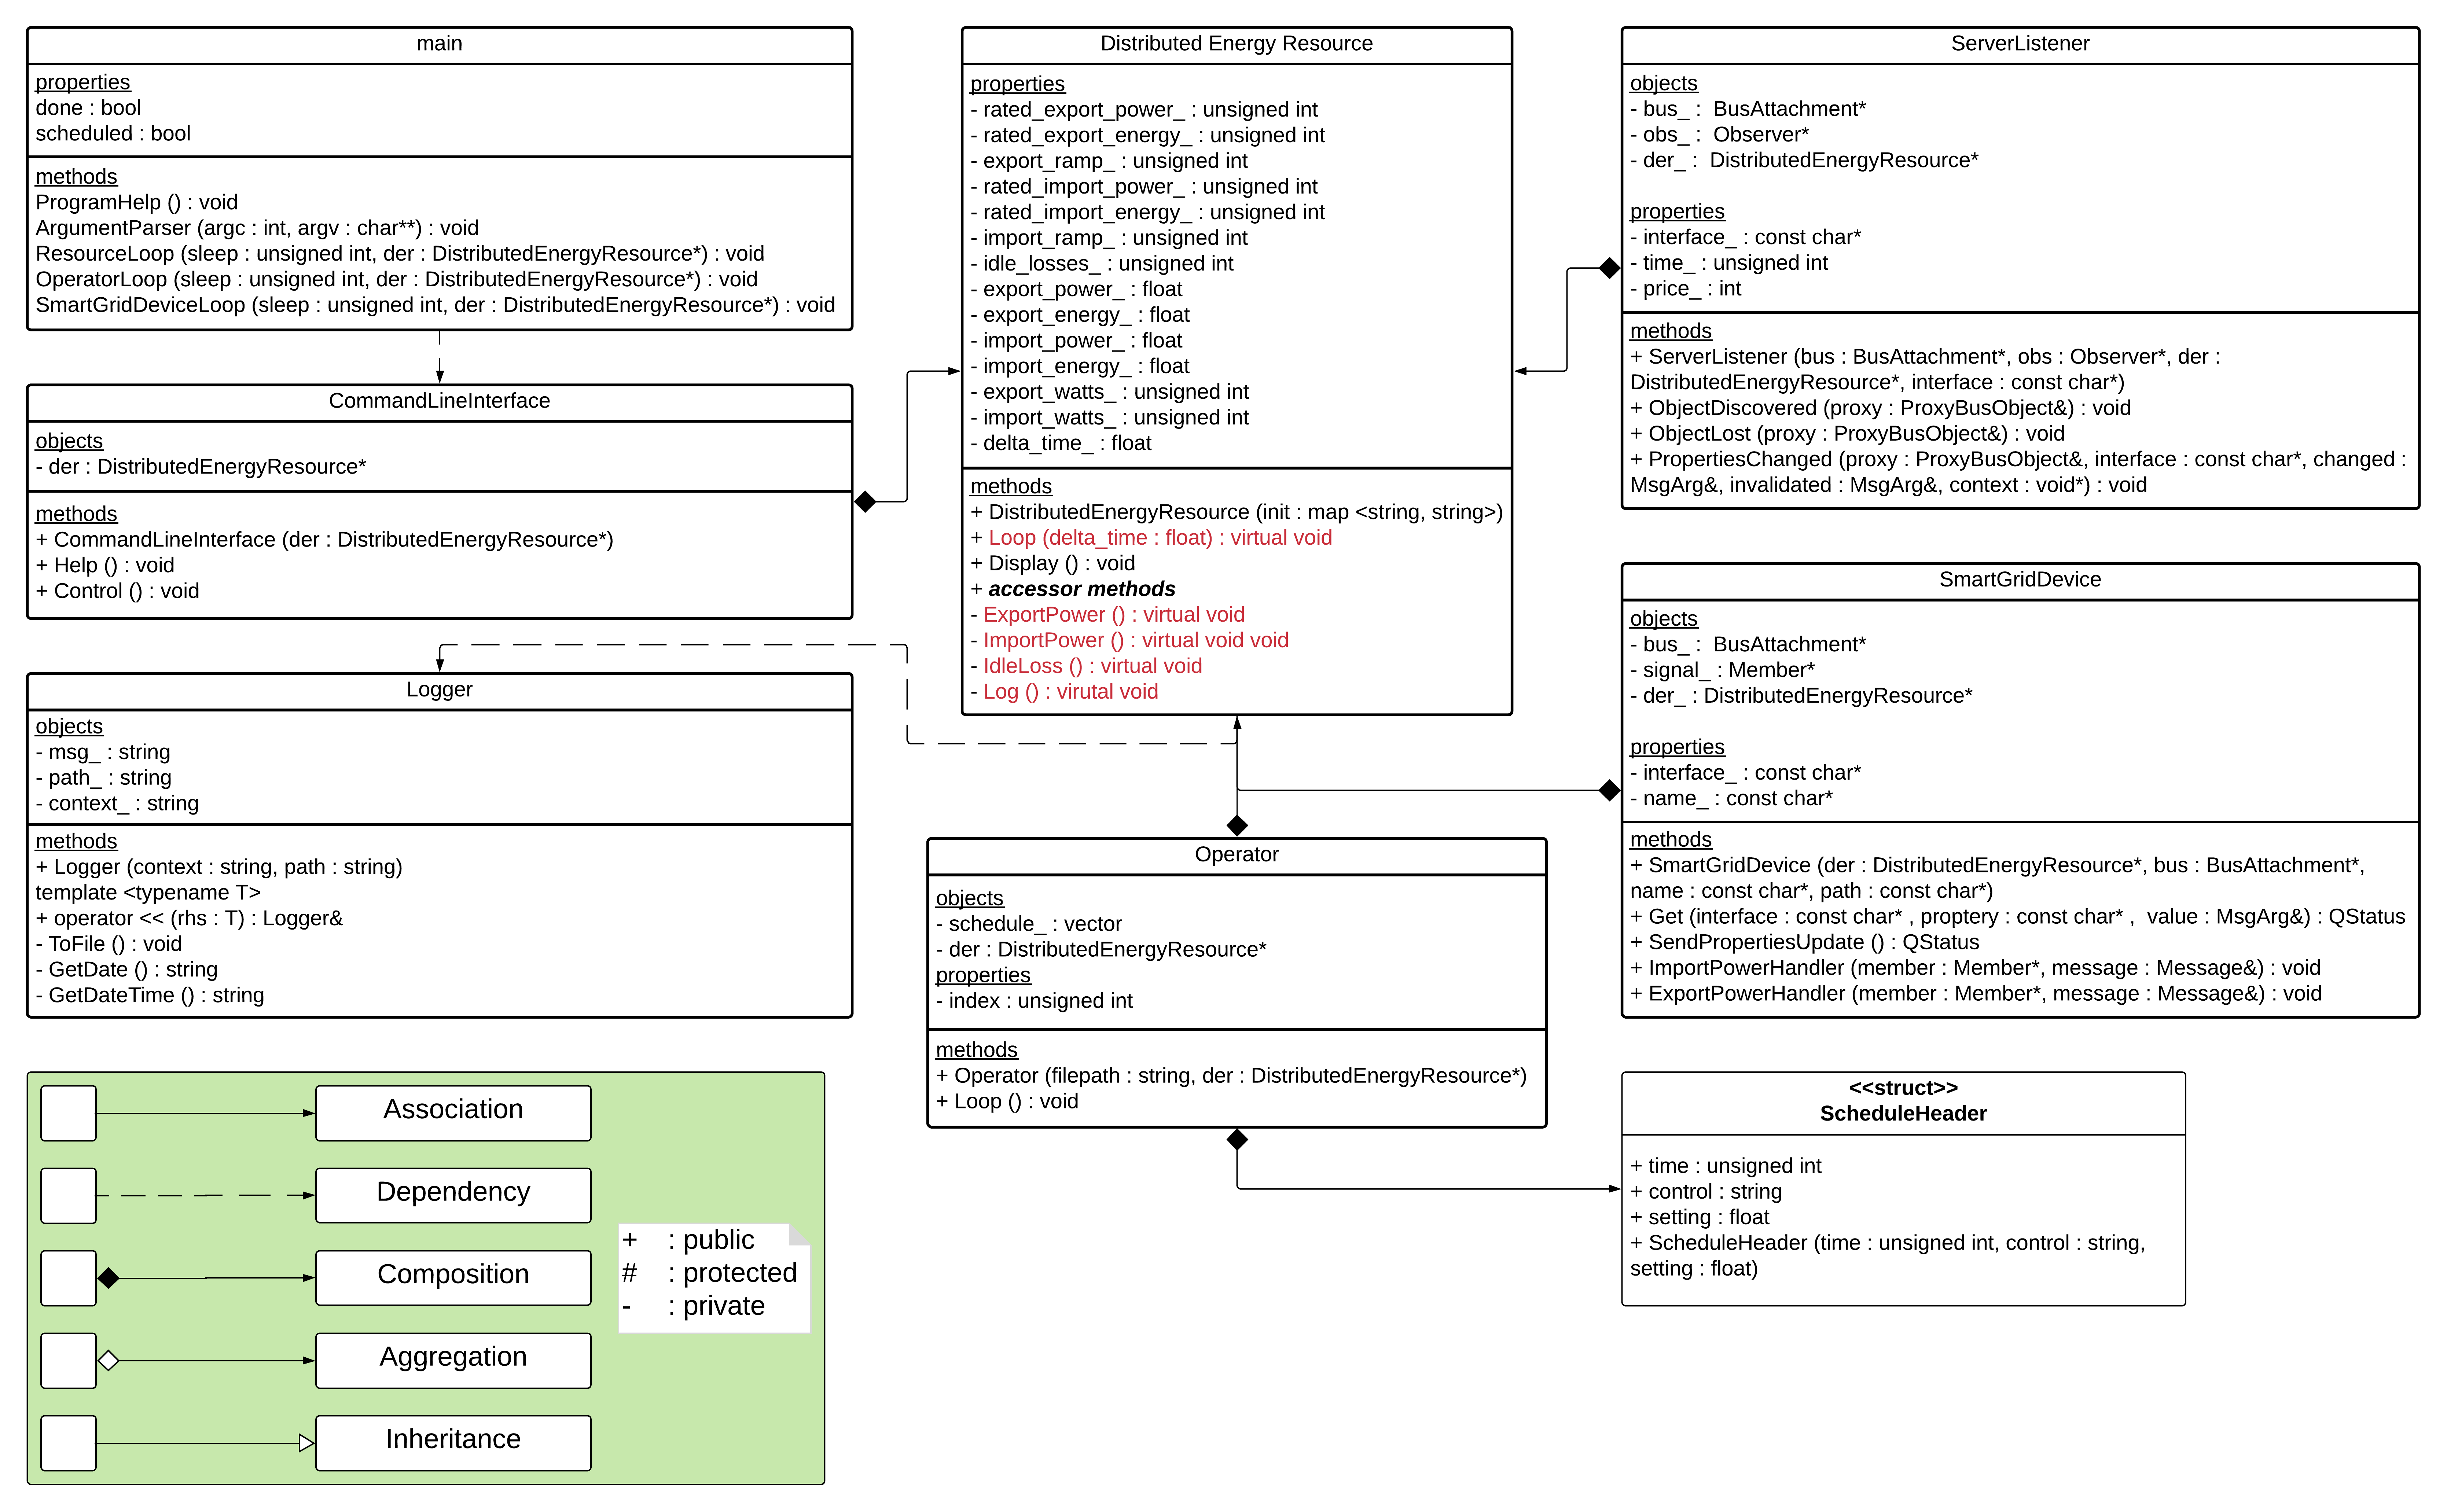 main
properties
done : bool
scheduled : bool
methods
ProgramHelp () : void
ArgumentParser (argc : int, argv : char**) : void
ResourceLoop (sleep : unsigned int, der : DistributedEnergyResource*) : void
OperatorLoop (sleep : unsigned int, der : DistributedEnergyResource*) : void
SmartGridDeviceLoop (sleep : unsigned int, der : DistributedEnergyResource*) : void
CommandLineInterface
objects
- der : DistributedEnergyResource*
methods
+ CommandLineInterface (der : DistributedEnergyResource*)
+ Help () : void
+ Control () : void
Logger
objects
- msg_ : string
- path_ : string
- context_ : string
methods
+ Logger (context : string, path : string)
template <typename T>
+ operator << (rhs : T) : Logger&
- ToFile () : void
- GetDate () : string
- GetDateTime () : string
Distributed Energy Resource
properties
- rated_export_power_ : unsigned int
- rated_export_energy_ : unsigned int
- export_ramp_ : unsigned int
- rated_import_power_ : unsigned int
- rated_import_energy_ : unsigned int
- import_ramp_ : unsigned int
- idle_losses_ : unsigned int
- export_power_ : float
- export_energy_ : float
- import_power_ : float
- import_energy_ : float
- export_watts_ : unsigned int
- import_watts_ : unsigned int
- delta_time_ : float
methods
+ DistributedEnergyResource (init : map <string, string>)
+ Loop (delta_time : float) : virtual void
+ Display () : void
+ accessor methods
- ExportPower () : virtual void
- ImportPower () : virtual void void
- IdleLoss () : virtual void
- Log () : virutal void
Operator
objects
- schedule_ : vector
- der : DistributedEnergyResource*
properties
- index : unsigned int
methods
+ Operator (filepath : string, der : DistributedEnergyResource*)
+ Loop () : void
ServerListener
objects
- bus_ :  BusAttachment*
- obs_ :  Observer*
- der_ :  DistributedEnergyResource*
properties
- interface_ : const char*
- time_ : unsigned int
- price_ : int
methods
+ ServerListener (bus : BusAttachment*, obs : Observer*, der :
DistributedEnergyResource*, interface : const char*)
+ ObjectDiscovered (proxy : ProxyBusObject&) : void
+ ObjectLost (proxy : ProxyBusObject&) : void
+ PropertiesChanged (proxy : ProxyBusObject&, interface : const char*, changed :
MsgArg&, invalidated : MsgArg&, context : void*) : void
SmartGridDevice
objects
- bus_ :  BusAttachment*
- signal_ : Member*
- der_ : DistributedEnergyResource*
properties
- interface_ : const char*
- name_ : const char*
methods
+ SmartGridDevice (der : DistributedEnergyResource*, bus : BusAttachment*,
name : const char*, path : const char*)
+ Get (interface : const char* , proptery : const char* ,  value : MsgArg&) : QStatus
+ SendPropertiesUpdate () : QStatus
+ ImportPowerHandler (member : Member*, message : Message&) : void
+ ExportPowerHandler (member : Member*, message : Message&) : void
<<struct>>
ScheduleHeader
+ time : unsigned int
+ control : string
+ setting : float
+ ScheduleHeader (time : unsigned int, control : string,
setting : float)
Association
Dependency
Composition
Aggregation
Inheritance
+ : public
# : protected
- : private